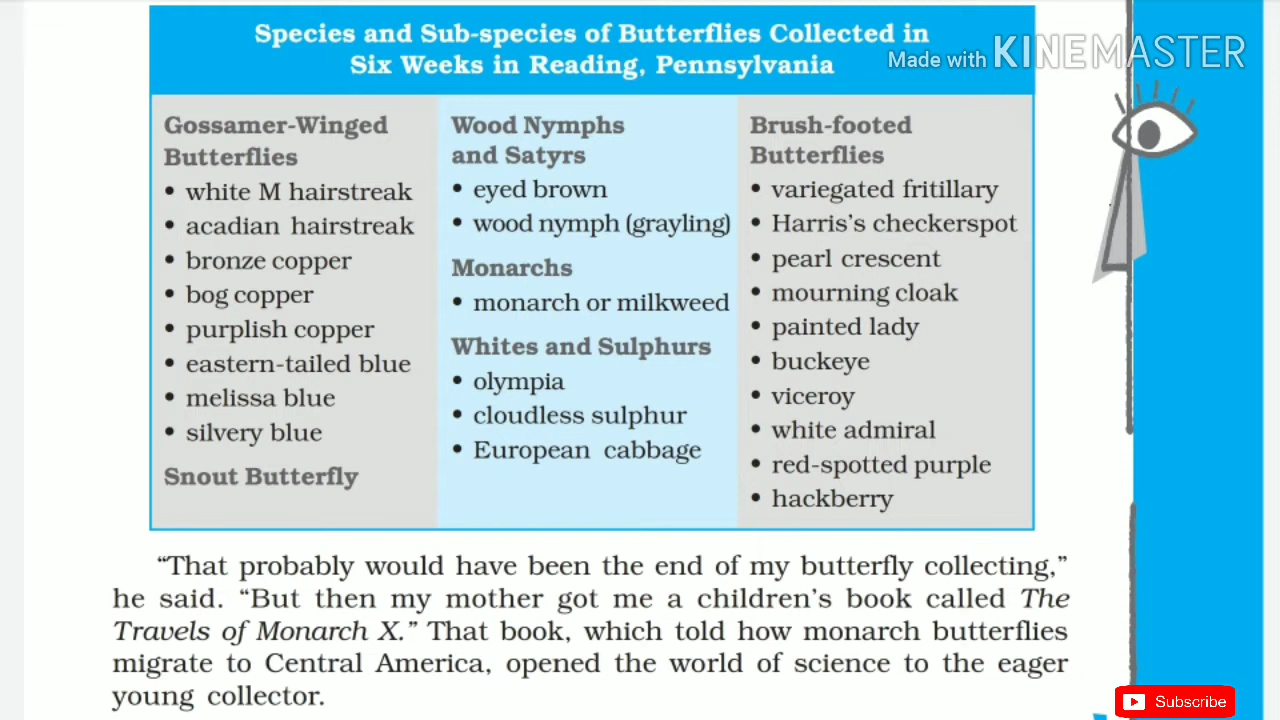 Species and Sub-species of Butterflies Collected in
Six Weeks in Reading, Pennsylvania
Made with KINEMASTER
Gossamer-Winged
Butterflies
• white M hairstreak
• acadian hairstreak
• bronze copper
• bog copper
• purplish copper
• eastern-tailed blue
• melissa blue
• silvery blue
Snout Butterfly
Wood Nymphs
and Satyrs
• eyed brown
• wood nymph (grayling)
Monarchs
• monarch or milkweed
Whites and Sulphurs
• olympia
• cloudless sulphur
• European cabbage
Brush-footed
Butterflies
• variegated fritillary
• Harris's checkerspot
• pearl crescent
• mourning cloak
• painted lady
• buckeye
• viceroy
• white admiral
• red-spotted purple
• hackberry
“That probably would have been the end of my butterfly collecting,”
he said. “But then my mother got me a children's book called The
Travels of Monarch X.” That book, which told how monarch butterflies
migrate to Central America, opened the world of science to the eager
young collector.
Subscribe